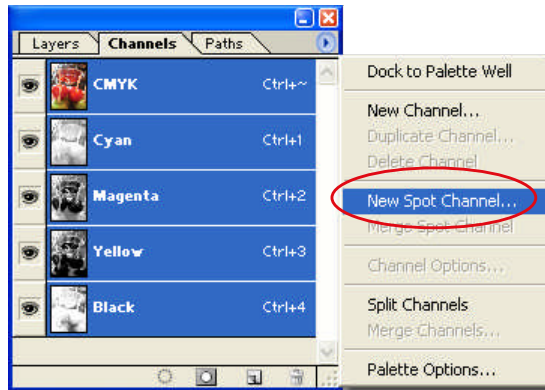 Layers Channels Paths
CMYK Ctrl+~
Cyan Ctrl+1
Magenta Ctrl+2
Yellow Ctrl+3
Black Ctrl+4
Dock to Palette Well
New Channel...
Duplicate Channel...
Delete Channel
New Spot Channel...
Merge Spot Channel
Channel Options...
Split Channels
Merge Channels...
Palette Options...